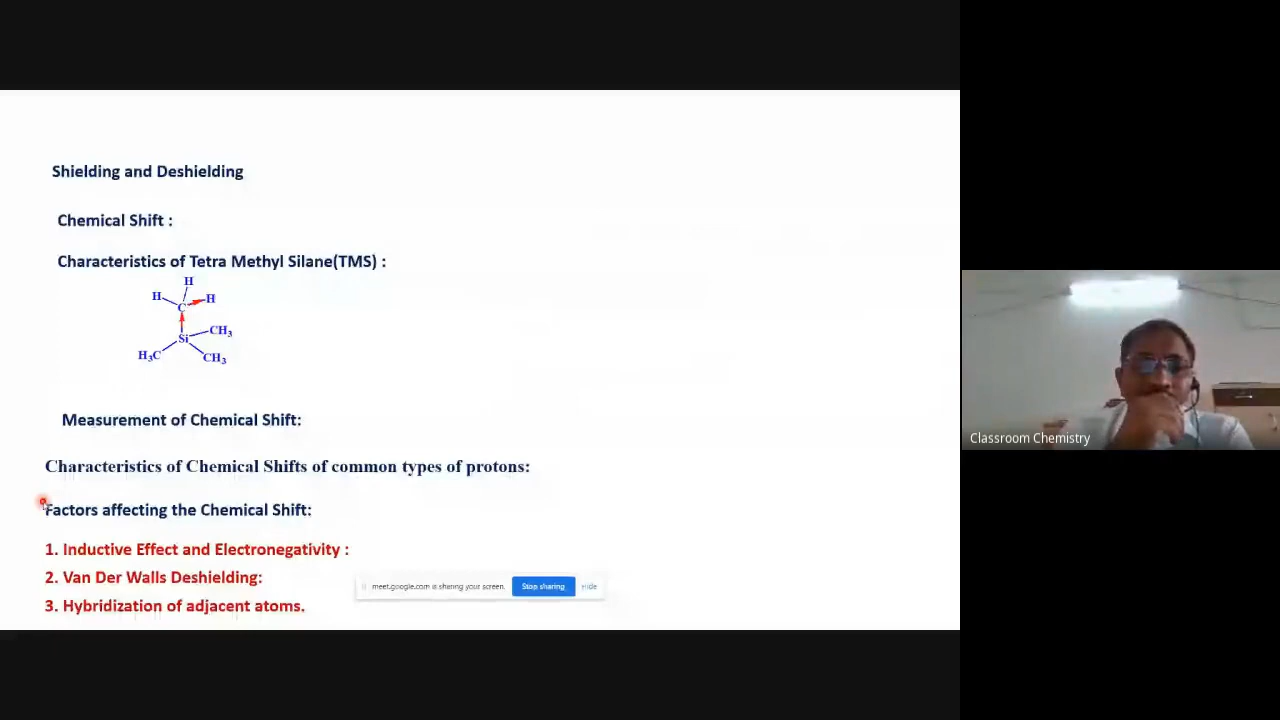 Shielding and Deshielding
Chemical Shift :
Characteristics of Tetra Methyl Silane(TMS) :
H
H
H
C
CH3
Si
H3C
CH3
Measurement of Chemical Shift:
Characteristics of Chemical Shifts of common types of protons:
Factors affecting the Chemical Shift:
1. Inductive Effect and Electronegativity :
2. Van Der Walls Deshielding:
meet.google.com is sharing your screen.
Stop sharing
Hide
3. Hybridization of adjacent atoms.
Classroom Chemistry